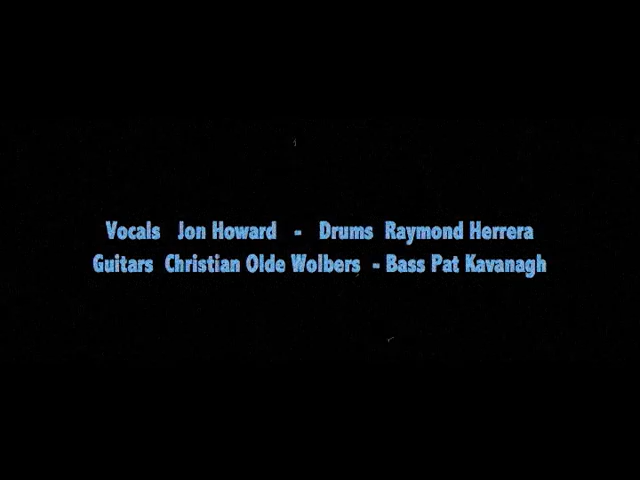 Vocals Jon Howard - Drums Raymond Herrera
Guitars Christian Olde Wolbers - Bass Pat Kavanagh